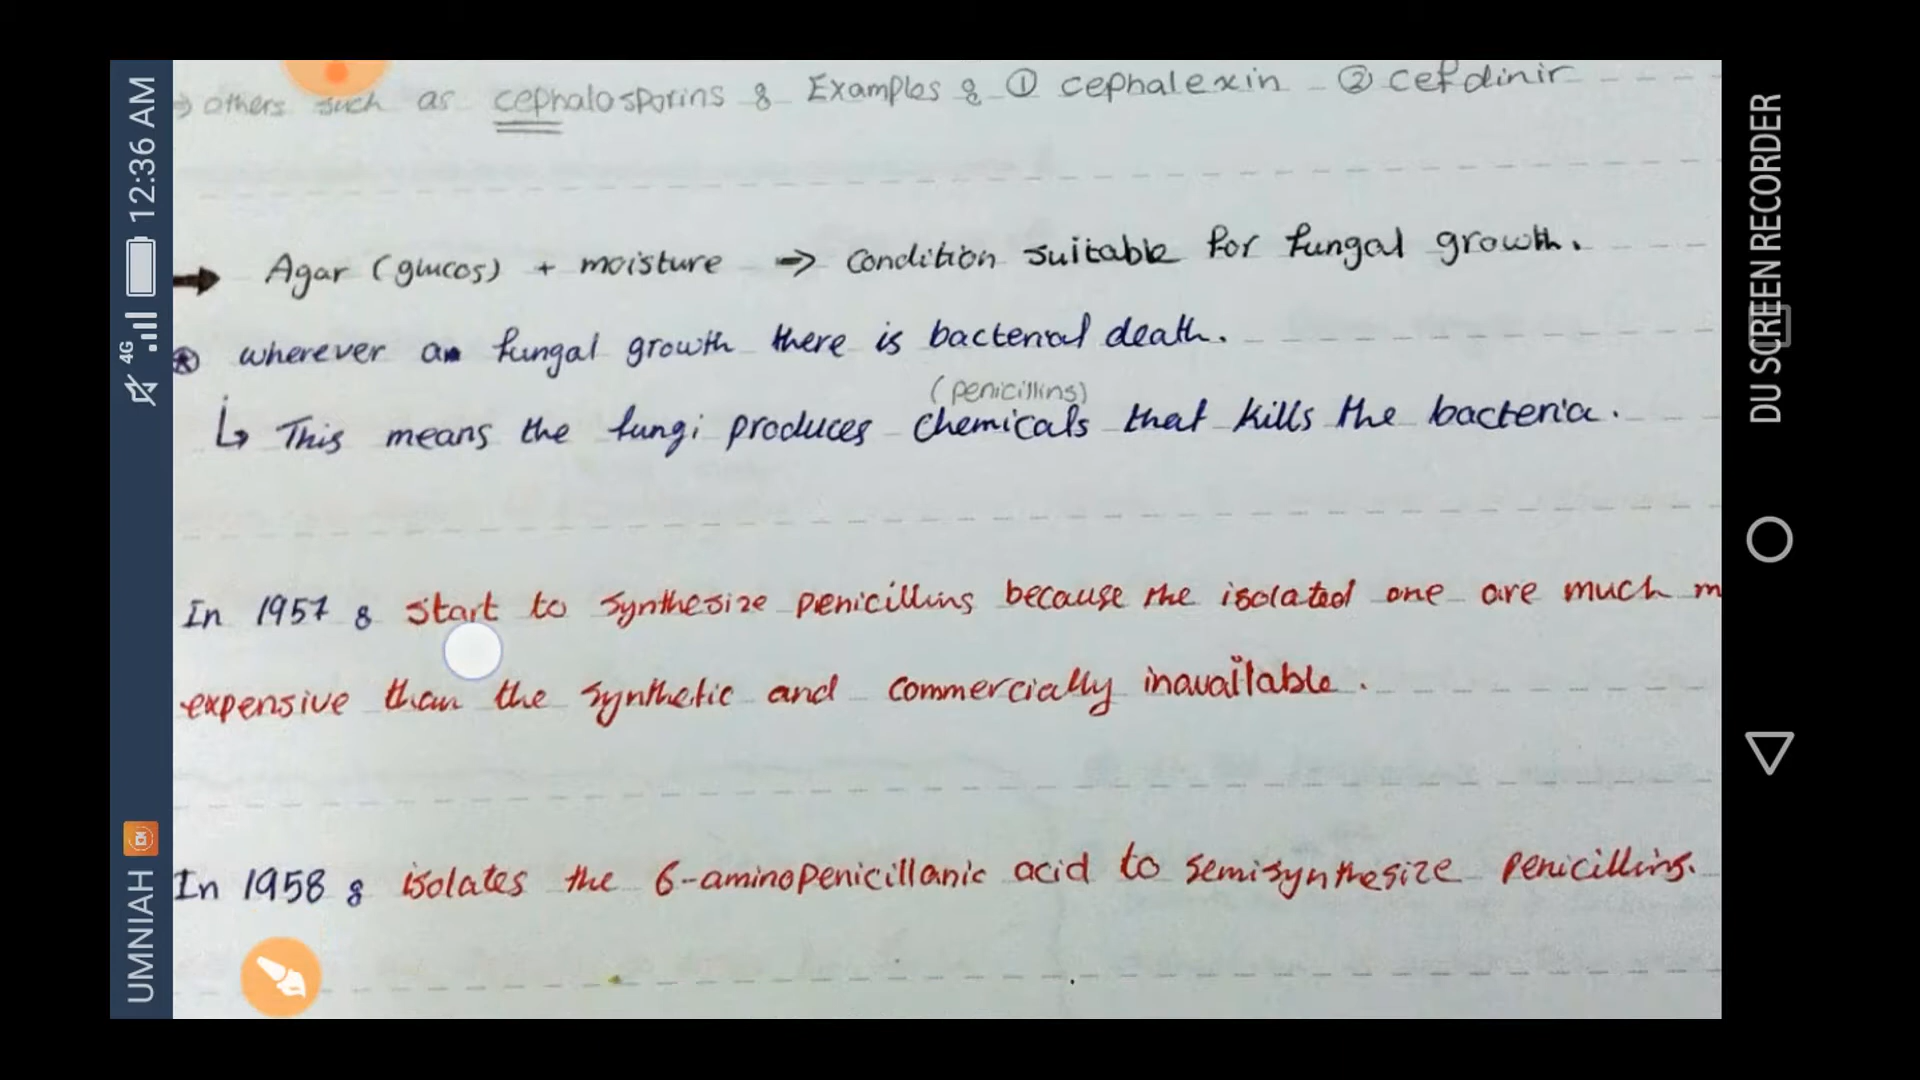 → others such as cephalosporins : Examples : ① cephalexin ② cefdinir
→ Agar (glucos) + moisture → condition suitable for fungal growth.
wherever an fungal growth there is bacterial death.
(penicillins)
↳ This means the fungi produces chemicals that kills the bacteria.
In 1957 : start to synthesize penicillins because the isolated one are much m
expensive than the synthetic and commercially inavailable.
In 1958 : isolates the 6-aminopenicillanic acid to semisynthesize penicillins.
12:36 AM
4G
UMNIAH
DU SCREEN RECORDER